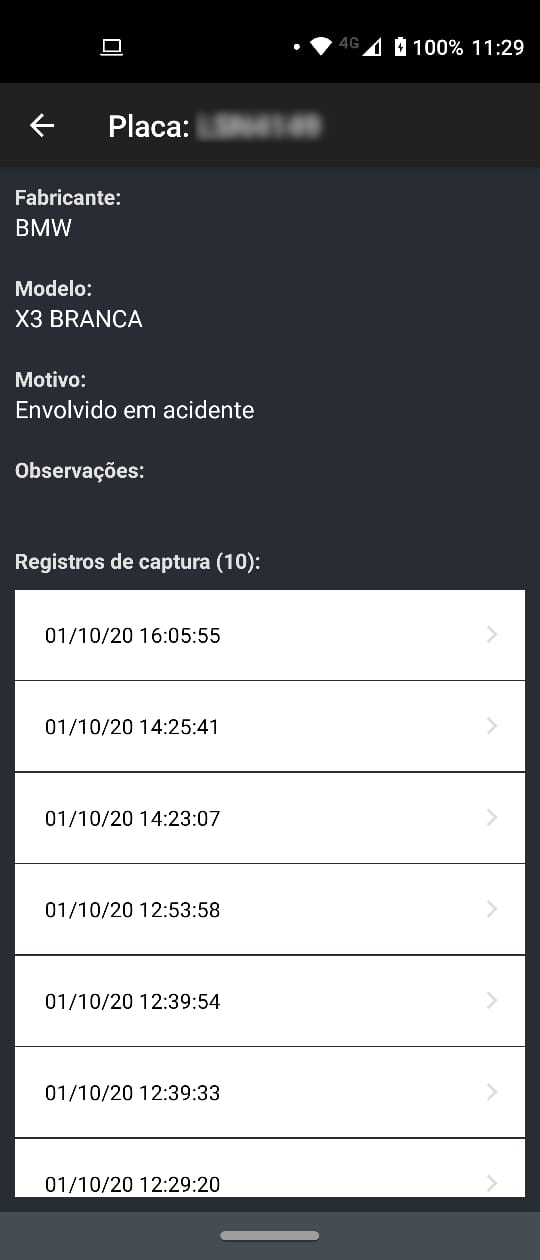 4G 100% 11:29
Placa:
Fabricante:
BMW
Modelo:
X3 BRANCA
Motivo:
Envolvido em acidente
Observações:
Registros de captura (10):
01/10/20 16:05:55
01/10/20 14:25:41
01/10/20 14:23:07
01/10/20 12:53:58
01/10/20 12:39:54
01/10/20 12:39:33
01/10/20 12:29:20